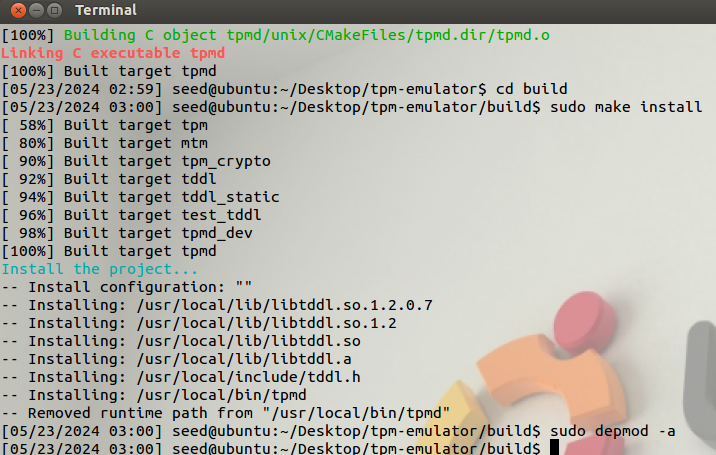 Terminal
[100%] Building C object tpmd/unix/CMakeFiles/tpmd.dir/tpmd.o
Linking C executable tpmd
[100%] Built target tpmd
[05/23/2024 02:59] seed@ubuntu:~/Desktop/tpm-emulator$ cd build
[05/23/2024 03:00] seed@ubuntu:~/Desktop/tpm-emulator/build$ sudo make install
[ 58%] Built target tpm
[ 80%] Built target mtm
[ 90%] Built target tpm_crypto
[ 92%] Built target tddl
[ 94%] Built target tddl_static
[ 96%] Built target test_tddl
[ 98%] Built target tpmd_dev
[100%] Built target tpmd
Install the project...
-- Install configuration: ""
-- Installing: /usr/local/lib/libtddl.so.1.2.0.7
-- Installing: /usr/local/lib/libtddl.so.1.2
-- Installing: /usr/local/lib/libtddl.so
-- Installing: /usr/local/lib/libtddl.a
-- Installing: /usr/local/include/tddl.h
-- Installing: /usr/local/bin/tpmd
-- Removed runtime path from "/usr/local/bin/tpmd"
[05/23/2024 03:00] seed@ubuntu:~/Desktop/tpm-emulator/build$ sudo depmod -a
[05/23/2024 03:00] seed@ubuntu:~/Desktop/tpm-emulator/build$